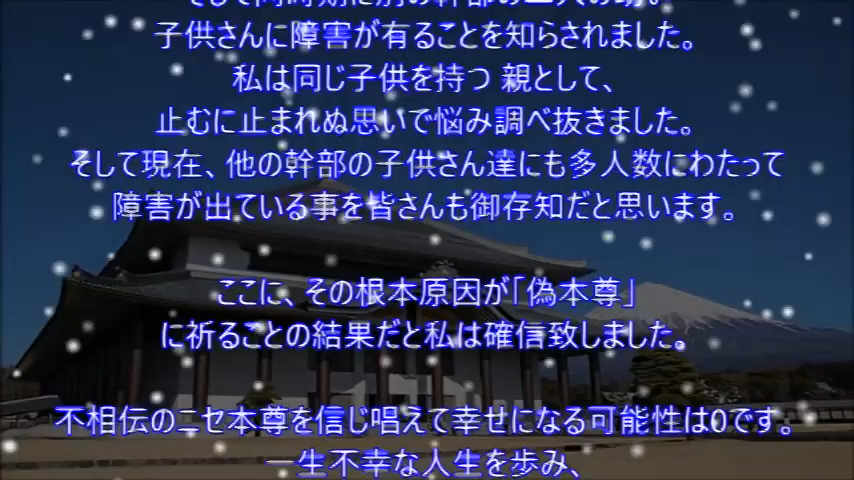 子供さんに障害が有ることを知らされました。
私は同じ子供を持つ 親として、
止むに止まれぬ思いで悩み調べ抜きました。
そして現在、他の幹部の子供さん達にも多人数にわたって
障害が出ている事を皆さんも御存知だと思います。
ここに、その根本原因が「偽本尊」
に祈ることの結果だと私は確信致しました。
不相伝のニセ本尊を信じ唱えて幸せになる可能性は0です。
一生不幸な人生を歩み、